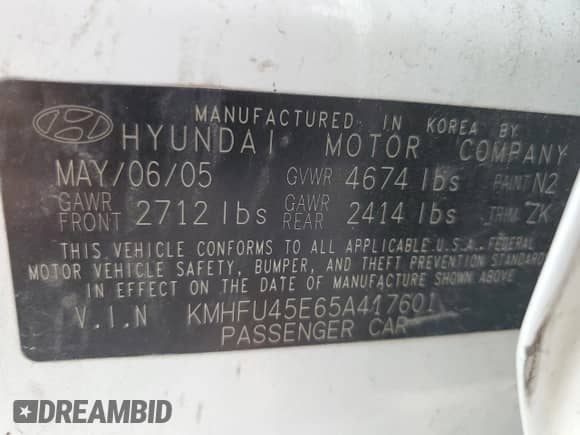 MANUFACTURED IN KOREA BY
HYUNDAI MOTOR COMPANY
MAY/06/05 GVWR 4674 lbs PAINT N2
GAWR FRONT 2712 lbs GAWR REAR 2414 lbs TRIM ZK
THIS VEHICLE CONFORMS TO ALL APPLICABLE U.S.A. FEDERAL
MOTOR VEHICLE SAFETY, BUMPER, AND THEFT PREVENTION STANDARD
IN EFFECT ON THE DATE OF MANUFACTURE SHOWN ABOVE
V.I.N KMHFU45E65A417601
PASSENGER CAR
DREAMBID